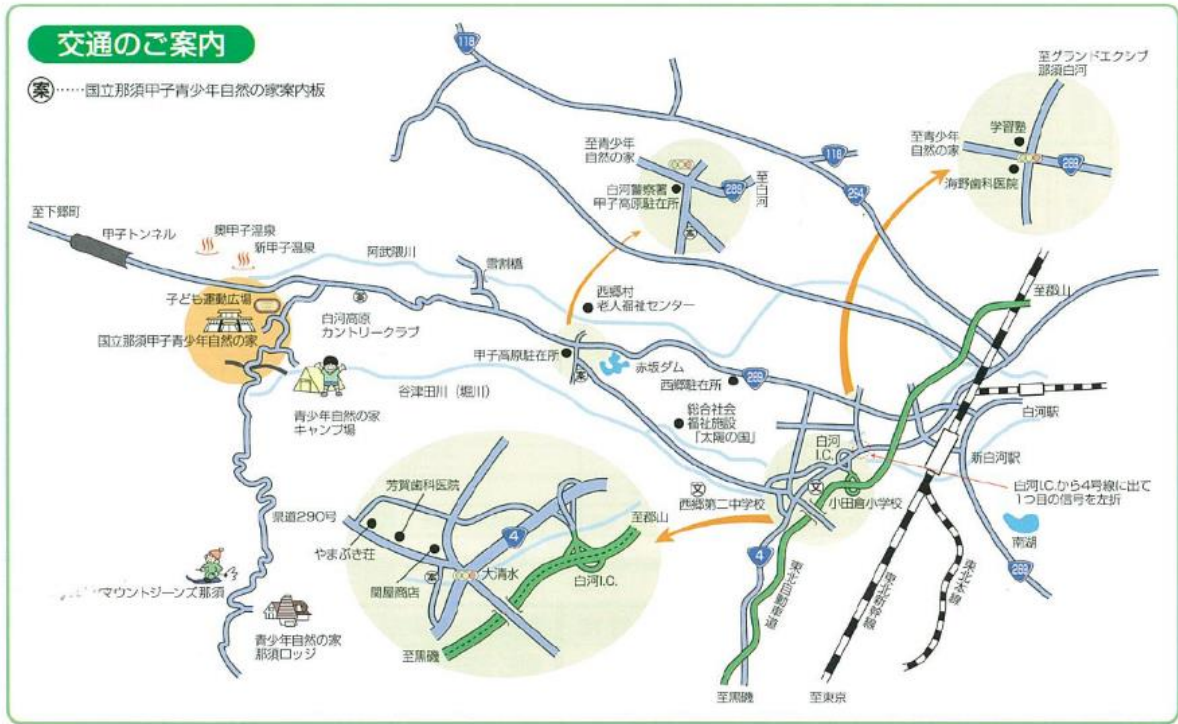 交通のご案内
案……国立那須甲子青少年自然の家案内板
118
至グランドエクシブ
那須白河
学習塾
至青少年
自然の家
289
海野歯科医院
118
294
至青少年
自然の家
至白河
289
白河警察署
甲子高原駐在所
案
至下郷町
甲子トンネル
奥甲子温泉
新甲子温泉
阿武隈川
雪割橋
子ども運動広場
国立那須甲子青少年自然の家
案
白河高原
カントリークラブ
西郷村
老人福祉センター
至郡山
甲子高原駐在所
案
赤坂ダム
西郷駐在所
289
谷津田川(堀川)
青少年自然の家
キャンプ場
総合社会
福祉施設
「太陽の国」
白河
I.C.
白河駅
新白河駅
文
西郷第二中学校
文
小田倉小学校
白河I.C.から4号線に出て
1つ目の信号を左折
南湖
289
芳賀歯科医院
やまぶき荘
関屋商店
案
大清水
4
至郡山
白河I.C.
至黒磯
県道290号
マウントジーンズ那須
青少年自然の家
那須ロッジ
4
東北自動車道
東北新幹線
東北本線
至黒磯
至東京